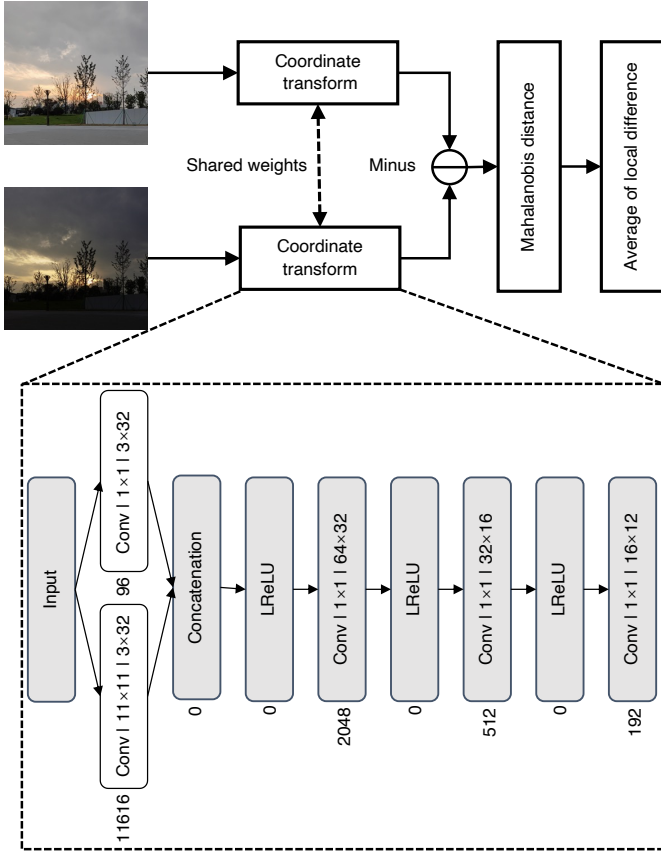 Coordinate
transform
Shared weights
Minus
Coordinate
transform
Mahalanobis distance
Average of local difference
Input
Conv | 1×1 | 3×32
96
Conv | 11×11 | 3×32
11616
Concatenation
0
LReLU
0
Conv | 1×1 | 64×32
2048
LReLU
0
Conv | 1×1 | 32×16
512
LReLU
0
Conv | 1×1 | 16×12
192